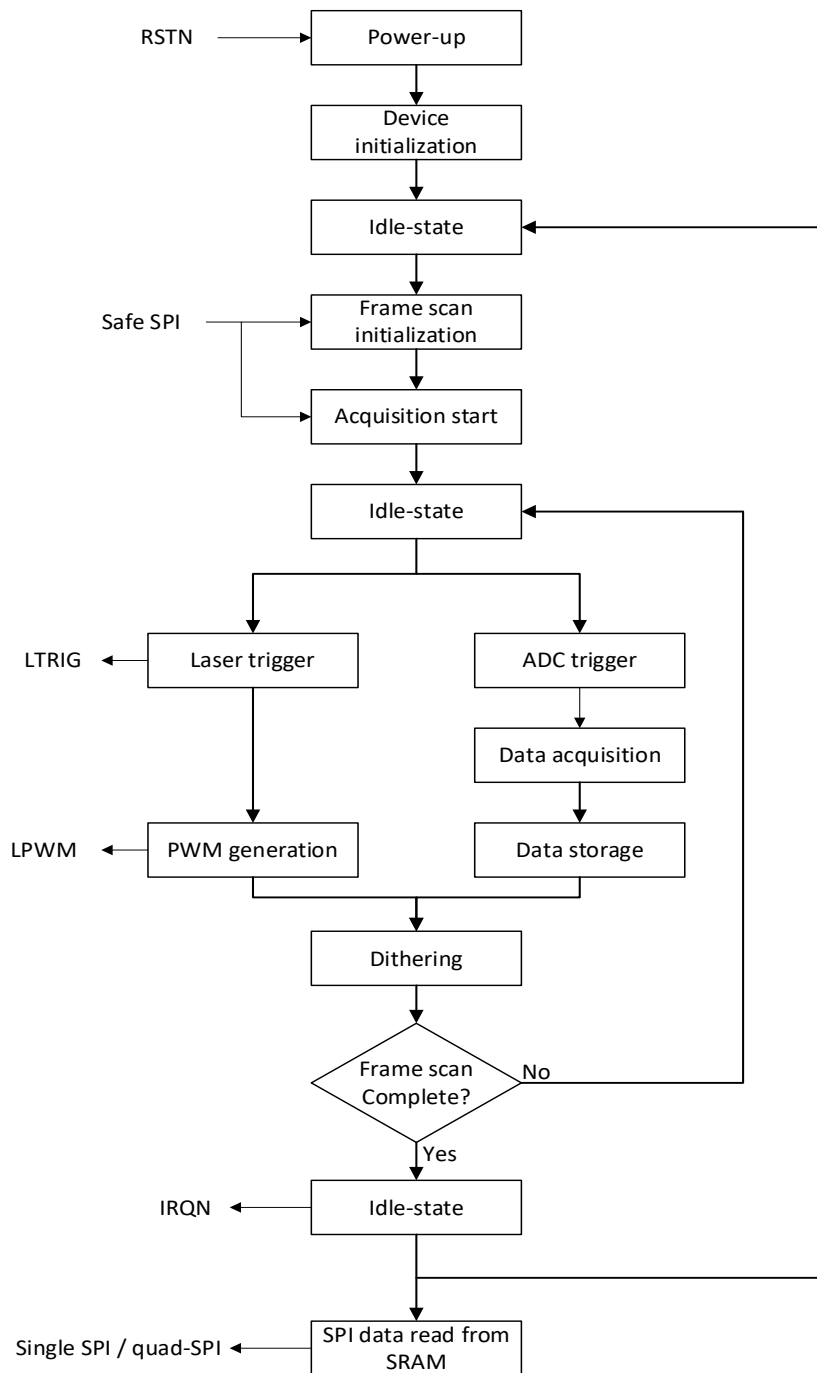 RSTN
Power-up
Device
initialization
Idle-state
Safe SPI
Frame scan
initialization
Acquisition start
Idle-state
LTRIG
Laser trigger
ADC trigger
Data acquisition
LPWM
PWM generation
Data storage
Dithering
Frame scan
Complete?
No
Yes
IRQN
Idle-state
Single SPI / quad-SPI
SPI data read from
SRAM